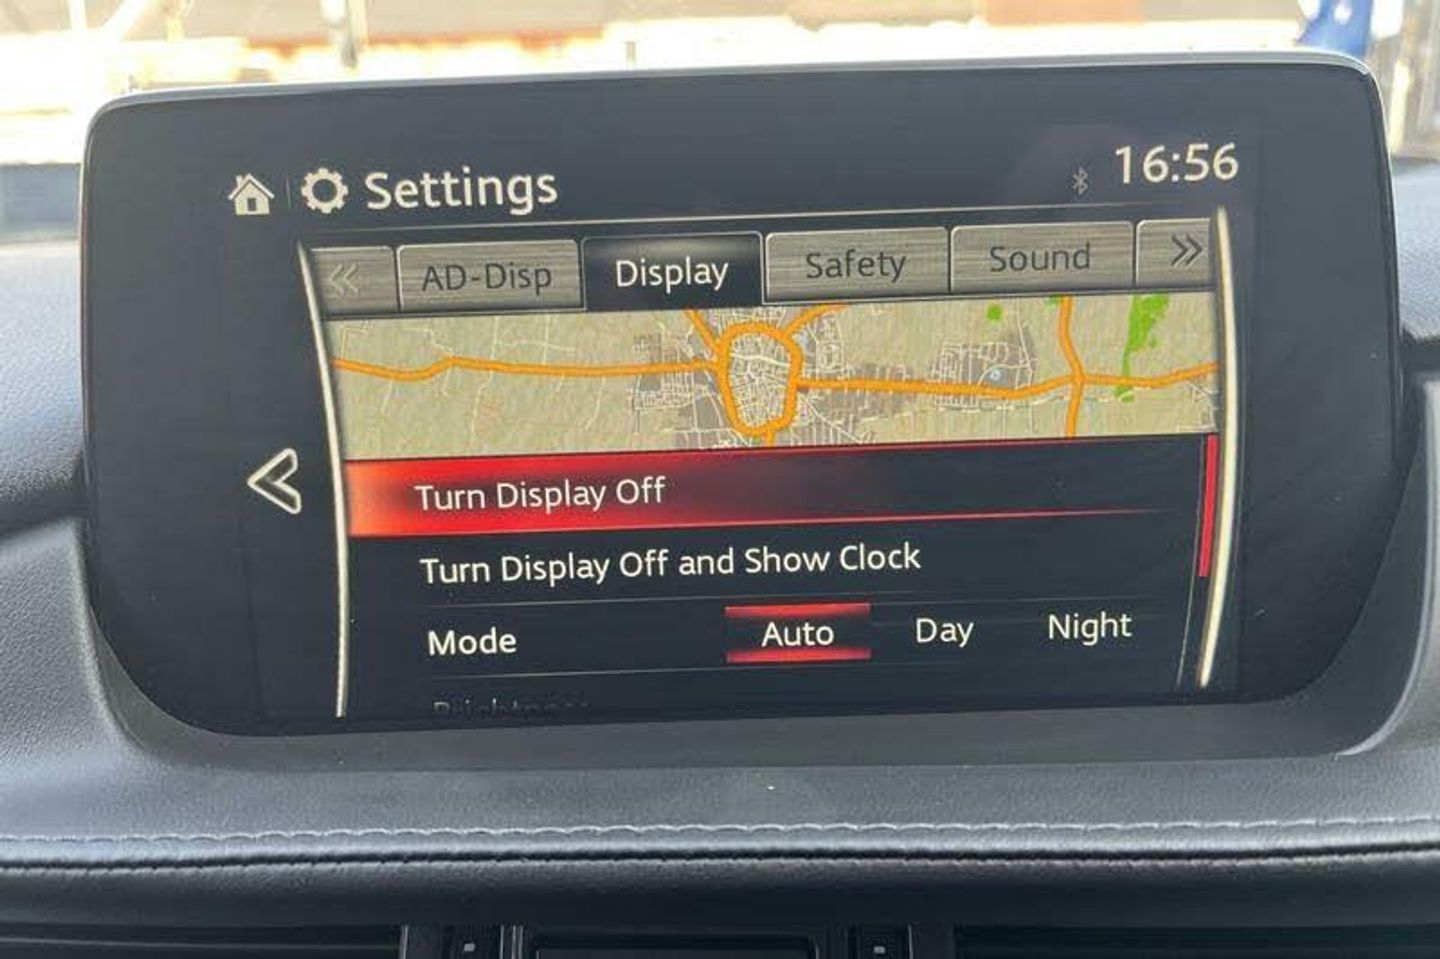 Settings
16:56
AD-Disp Display Safety Sound
Turn Display Off
Turn Display Off and Show Clock
Mode Auto Day Night
Brightness